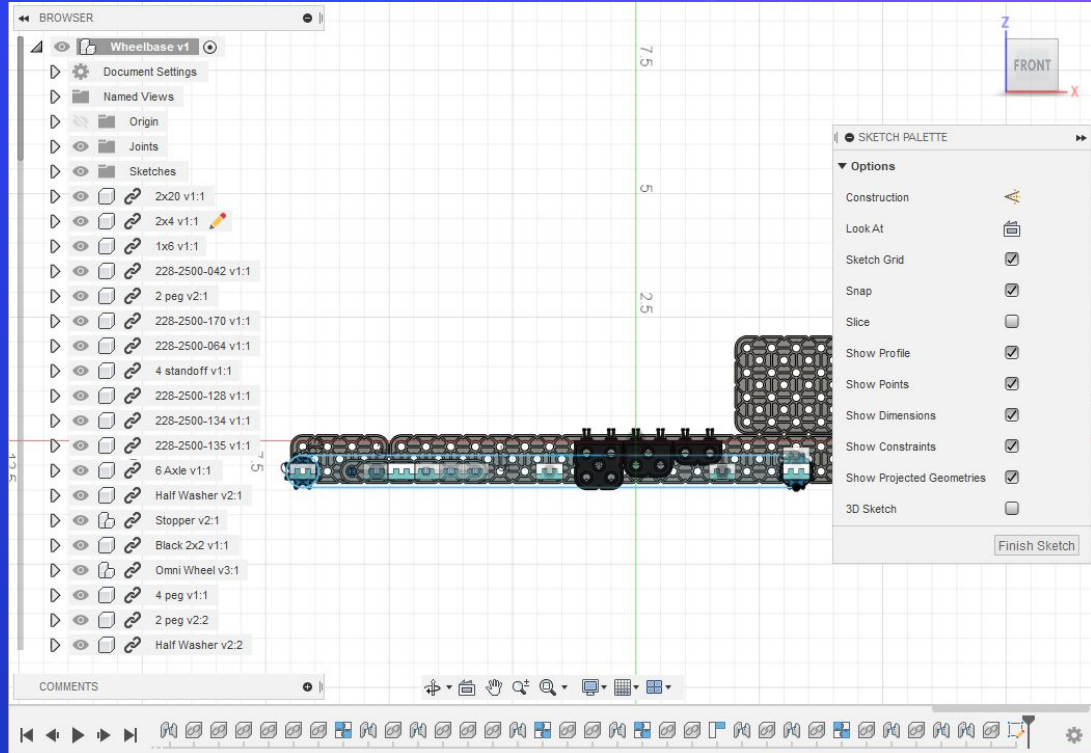 BROWSER
Wheelbase v1
Document Settings
Named Views
Origin
Joints
Sketches
2x20 v1:1
2x4 v1:1
1x6 v1:1
228-2500-042 v1:1
2 peg v2:1
228-2500-170 v1:1
228-2500-064 v1:1
4 standoff v1:1
228-2500-128 v1:1
228-2500-134 v1:1
228-2500-135 v1:1
6 Axle v1:1
Half Washer v2:1
Stopper v2:1
Black 2x2 v1:1
Omni Wheel v3:1
4 peg v1:1
2 peg v2:2
Half Washer v2:2
COMMENTS
7.5
5
2.5
7.5
12.5
Z
FRONT
X
SKETCH PALETTE
Options
Construction
Look At
Sketch Grid
Snap
Slice
Show Profile
Show Points
Show Dimensions
Show Constraints
Show Projected Geometries
3D Sketch
Finish Sketch